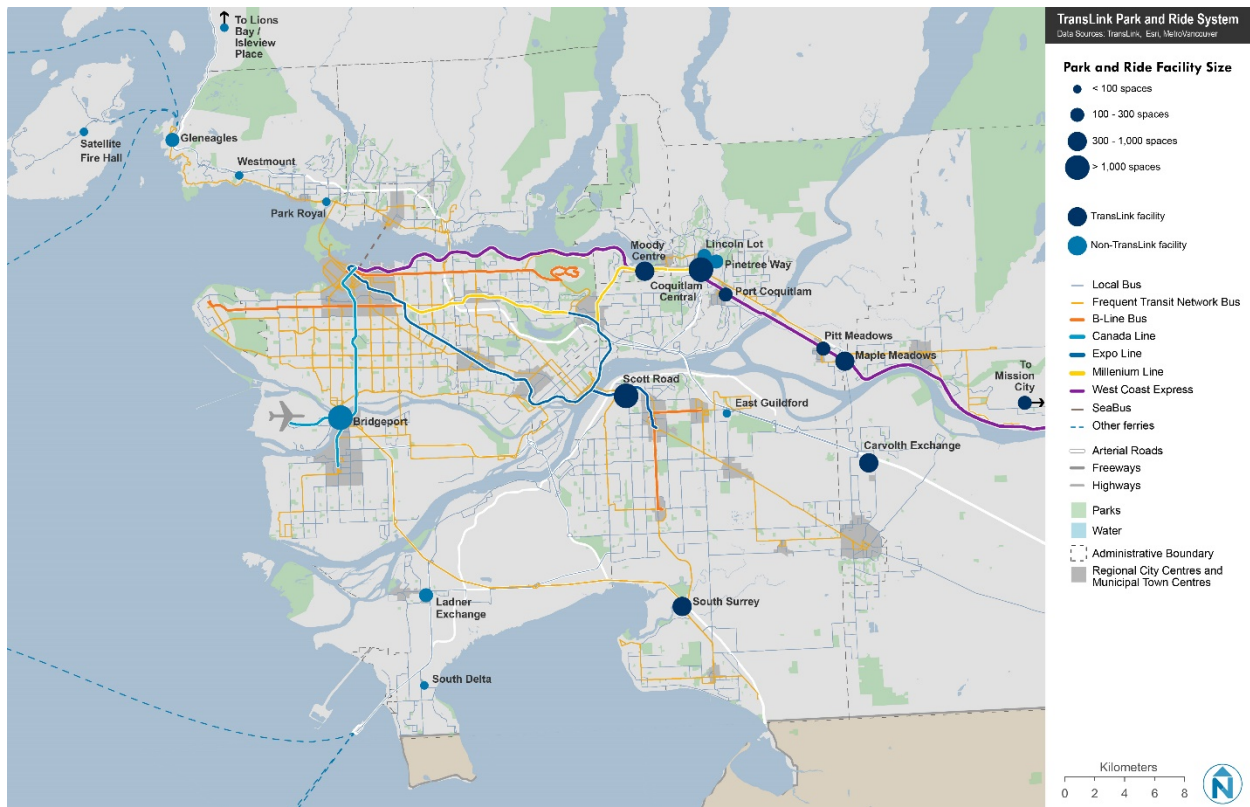 To Lions
Bay /
Isleview
Place
Satellite
Fire Hall
Gleneagles
Westmount
Park Royal
Moody
Centre
Lincoln Lot
Pinetree Way
Coquitlam
Central
Port Coquitlam
Pitt Meadows
Maple Meadows
To
Mission
City
Scott Road
East Guildford
Bridgeport
Carvolth Exchange
Ladner
Exchange
South Surrey
South Delta
TransLink Park and Ride System
Data Sources: TransLink, Esri, MetroVancouver
Park and Ride Facility Size
< 100 spaces
100 - 300 spaces
300 - 1,000 spaces
> 1,000 spaces
TransLink facility
Non-TransLink facility
Local Bus
Frequent Transit Network Bus
B-Line Bus
Canada Line
Expo Line
Millenium Line
West Coast Express
SeaBus
Other ferries
Arterial Roads
Freeways
Highways
Parks
Water
Administrative Boundary
Regional City Centres and
Municipal Town Centres
Kilometers
0 2 4 6 8
N